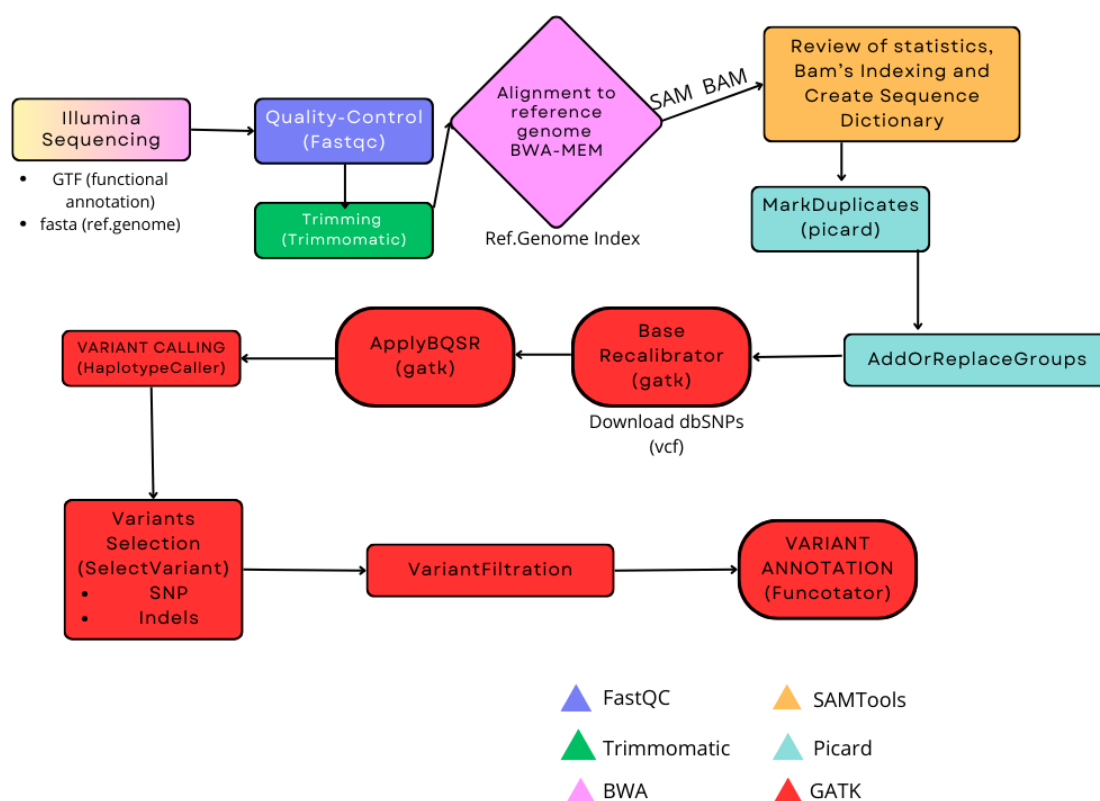 Illumina
Sequencing
• GTF (functional
annotation)
• fasta (ref.genome)
Quality-Control
(Fastqc)
Trimming
(Trimmomatic)
Alignment to
reference
genome
BWA-MEM
Ref.Genome Index
SAM BAM
Review of statistics,
Bam's Indexing and
Create Sequence
Dictionary
MarkDuplicates
(picard)
AddOrReplaceGroups
Base
Recalibrator
(gatk)
Download dbSNPs
(vcf)
ApplyBQSR
(gatk)
VARIANT CALLING
(HaplotypeCaller)
Variants
Selection
(SelectVariant)
• SNP
• Indels
VariantFiltration
VARIANT
ANNOTATION
(Funcotator)
FastQC
SAMTools
Trimmomatic
Picard
BWA
GATK